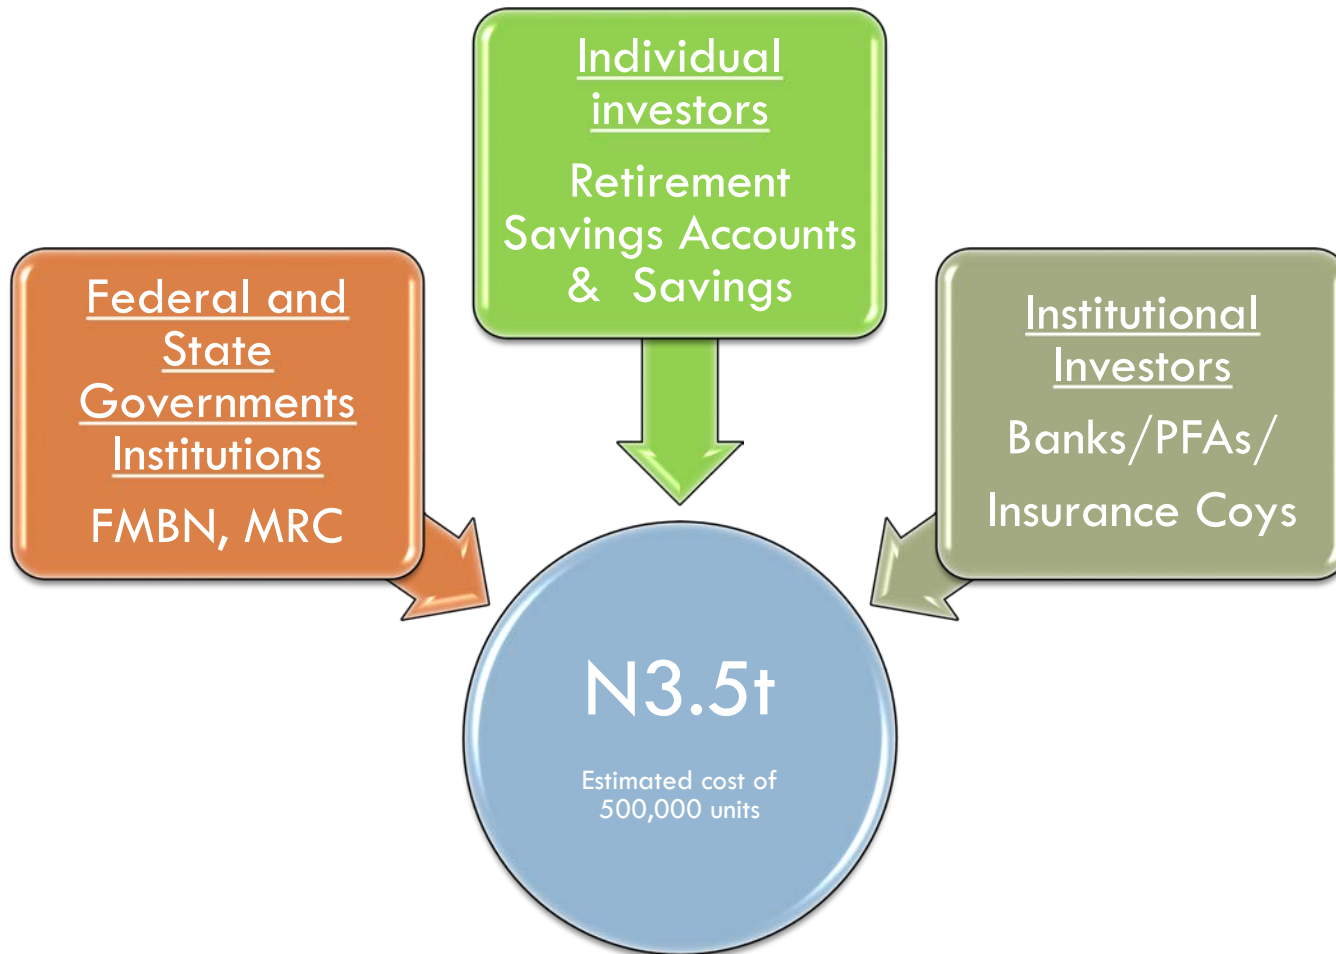 Individual
investors
Retirement
Savings Accounts
& Savings
Federal and
State
Governments
Institutions
FMBN, MRC
Institutional
Investors
Banks/PFAs/
Insurance Coys
N3.5t
Estimated cost of
500,000 units